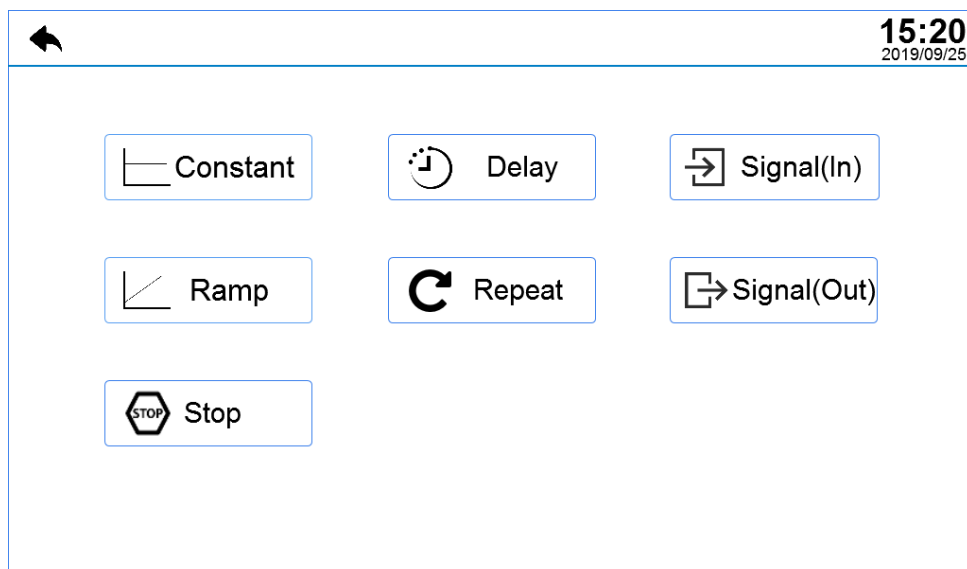 15:20
2019/09/25
Constant
Delay
Signal(In)
Ramp
Repeat
Signal(Out)
STOP
Stop